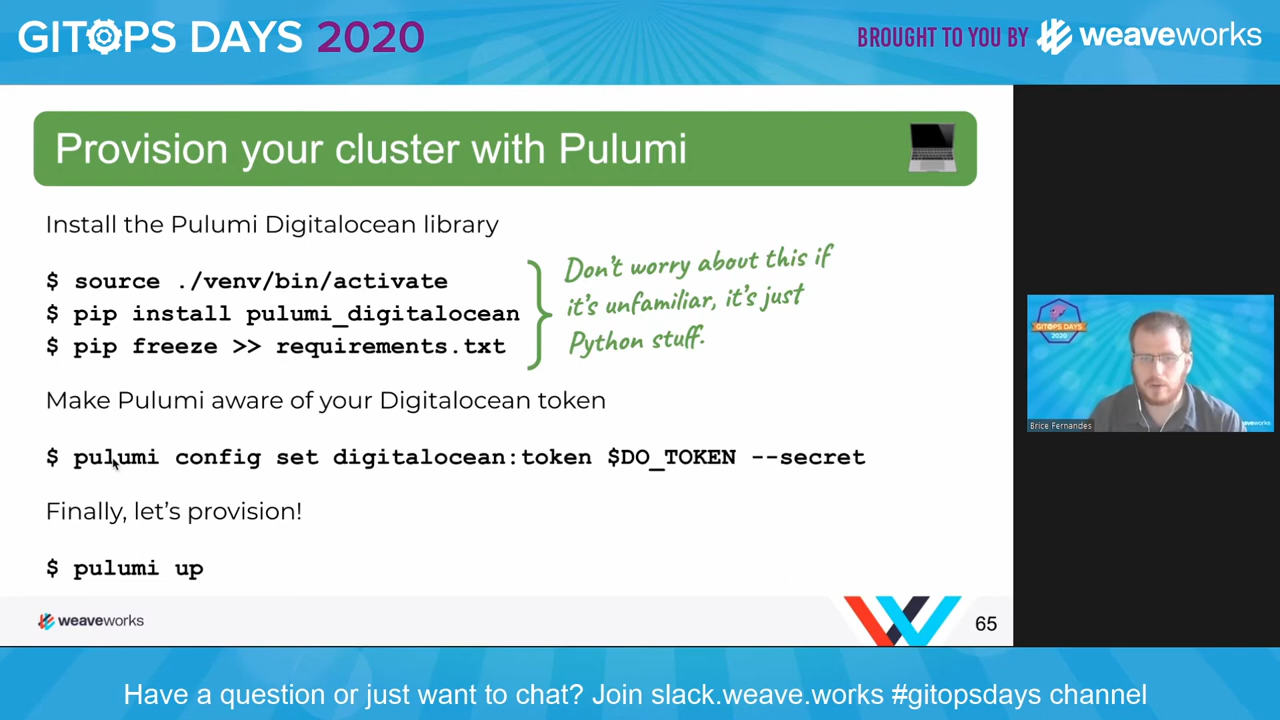 GITOPS DAYS 2020
BROUGHT TO YOU BY weaveworks
Provision your cluster with Pulumi
Install the Pulumi Digitalocean library
$ source ./venv/bin/activate
$ pip install pulumi_digitalocean
$ pip freeze >> requirements.txt
Don't worry about this if
it's unfamiliar, it's just
Python stuff.
Make Pulumi aware of your Digitalocean token
$ pulumi config set digitalocean:token $DO_TOKEN --secret
Finally, let's provision!
$ pulumi up
weaveworks
65
GITOPS DAYS
2020
Brice Fernandes
weaveworks
Have a question or just want to chat? Join slack.weave.works #gitopsdays channel